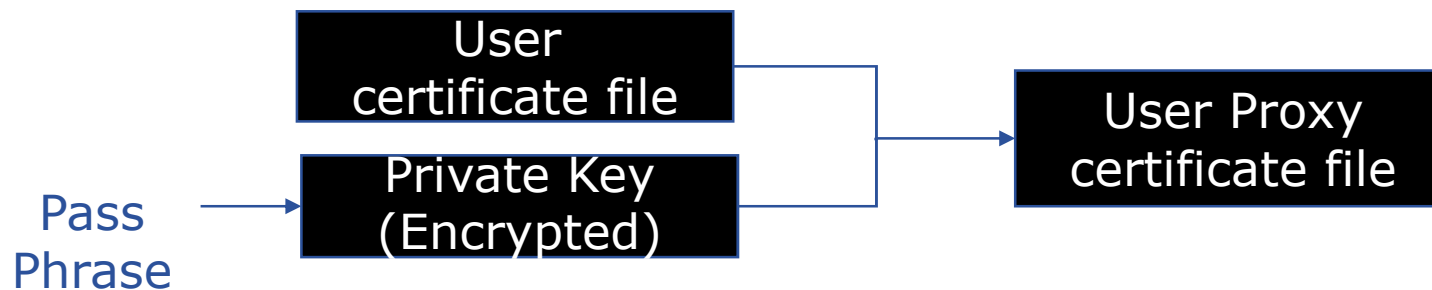 User
certificate file
Private Key
(Encrypted)
Pass
Phrase
User Proxy
certificate file